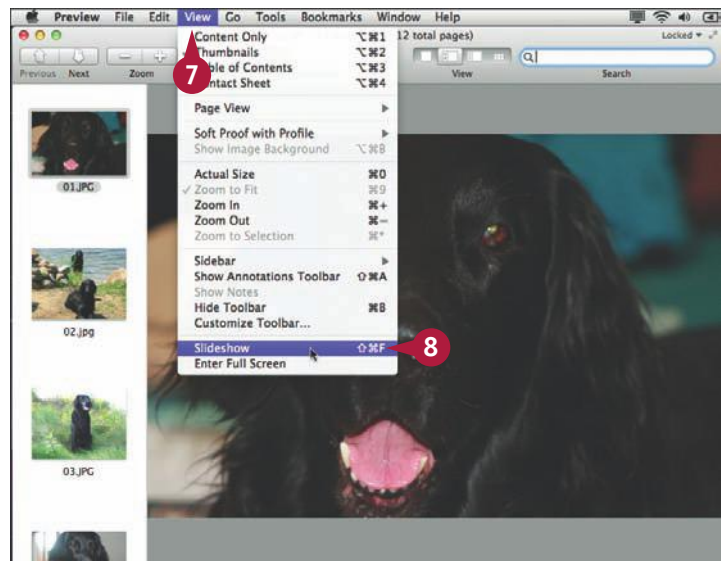 Preview File Edit View Go Tools Bookmarks Window Help
12 total pages)
Locked
Previous Next Zoom View Search
7
Content Only ⌥⌘1
Thumbnails ⌥⌘2
ble of Contents ⌥⌘3
ntact Sheet ⌥⌘4
Page View
Soft Proof with Profile
Show Image Background ⌥⌘B
Actual Size ⌘0
Zoom to Fit ⌘9
Zoom In ⌘+
Zoom Out ⌘−
Zoom to Selection ⌘*
Sidebar
Show Annotations Toolbar ⇧⌘A
Show Notes
Hide Toolbar ⌘B
Customize Toolbar...
Slideshow ⇧⌘F 8
Enter Full Screen
01.JPG
02.jpg
03.JPG